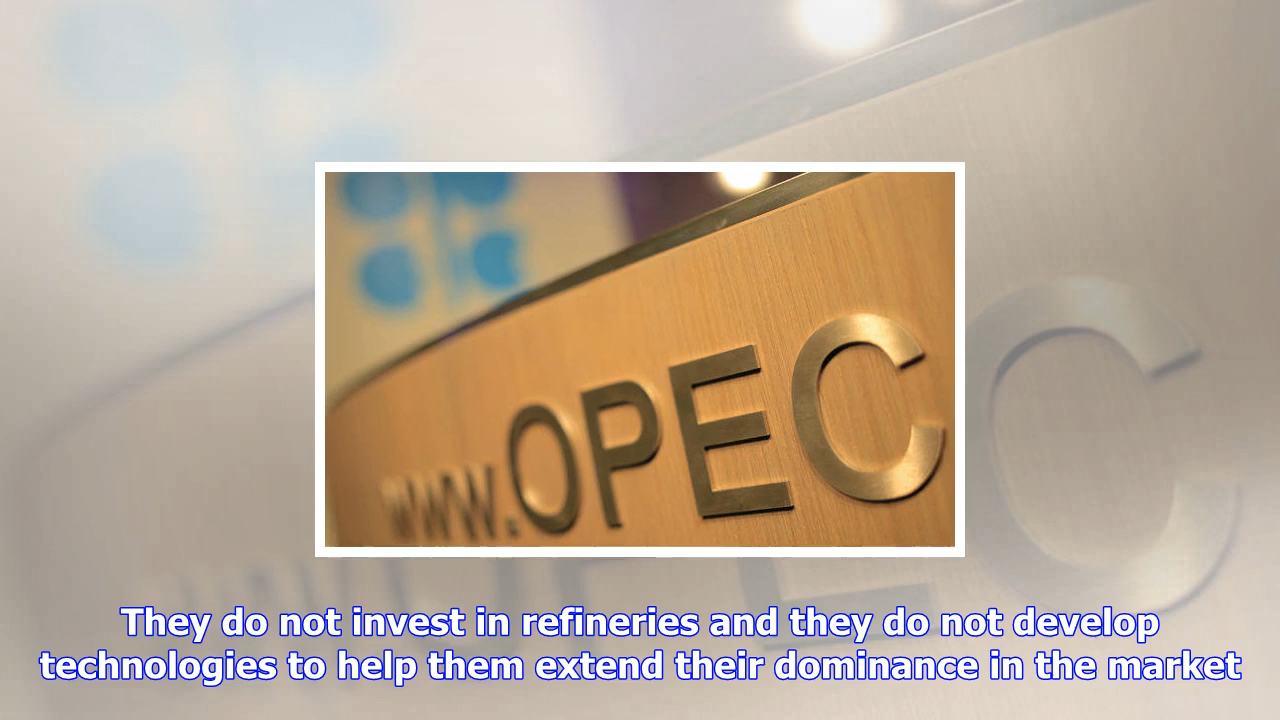 www.OPEC
They do not invest in refineries and they do not develop
technologies to help them extend their dominance in the market